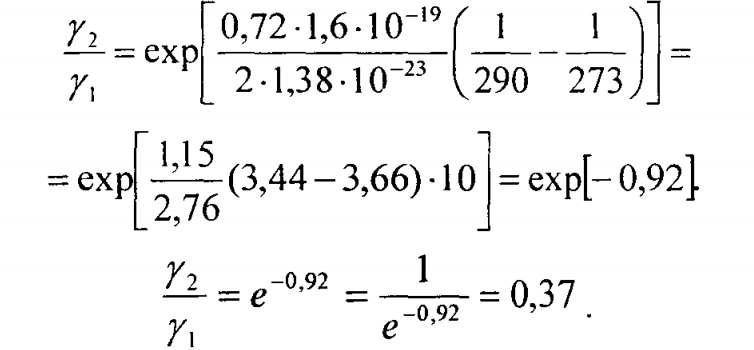 γ₂/γ₁ = exp[ (0,72·1,6·10⁻¹⁹)/(2·1,38·10⁻²³) (1/290 − 1/273) ] =
= exp[ 1,15/2,76 (3,44 − 3,66)·10 ] = exp[− 0,92].
γ₂/γ₁ = e⁻⁰,⁹² = 1/e⁻⁰,⁹² = 0,37 .